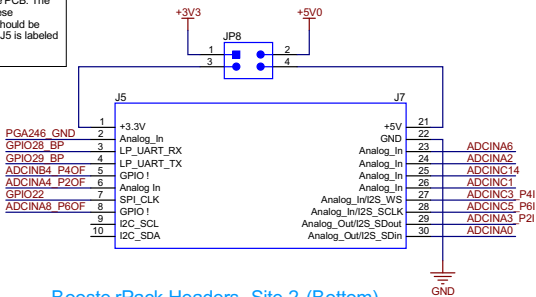 PCB. The
ese
hould be
J5 is labeled
+3V3
+5V0
JP8
1 2
3 4
J5 J7
1 +3.3V
PGA246_GND 2 Analog_In
GPIO28_BP 3 LP_UART_RX
GPIO29_BP 4 LP_UART_TX
ADCINB4_P4OF 5 GPIO !
ADCINA4_P2OF 6 Analog In
GPIO22 7 SPI_CLK
ADCINA8_P6OF 8 GPIO !
9 I2C_SCL
10 I2C_SDA
+5V 21
GND 22
Analog_In 23 ADCINA6
Analog_In 24 ADCINA2
Analog_In 25 ADCINC14
Analog_In 26 ADCINC1
Analog_In/I2S_WS 27 ADCINC3_P4I
Analog_In/I2S_SCLK 28 ADCINC5_P6I
Analog_Out/I2S_SDout 29 ADCINA3_P2I
Analog_Out/I2S_SDin 30 ADCINA0
GND